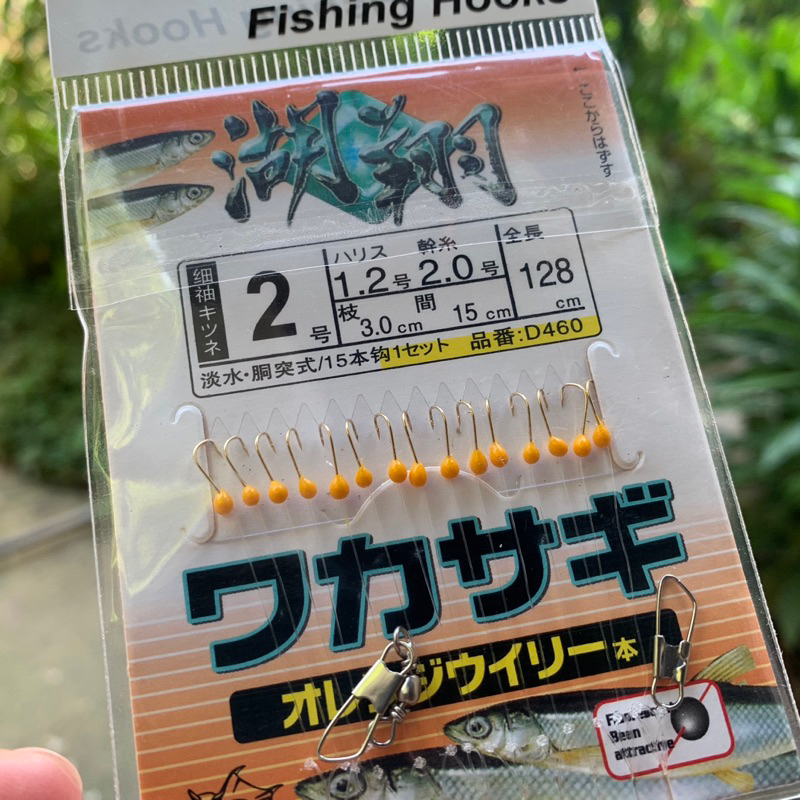 Fishing Hooks
ここからはずす
湖翔
细袖キツネ
2号
ハリス 幹糸 全長
1.2号 2.0号 128cm
枝 間
3.0cm 15cm
淡水・胴突式/15本钩1セット 品番:D460
ワカサギ
オレンジウイリー本
Bean
attractive